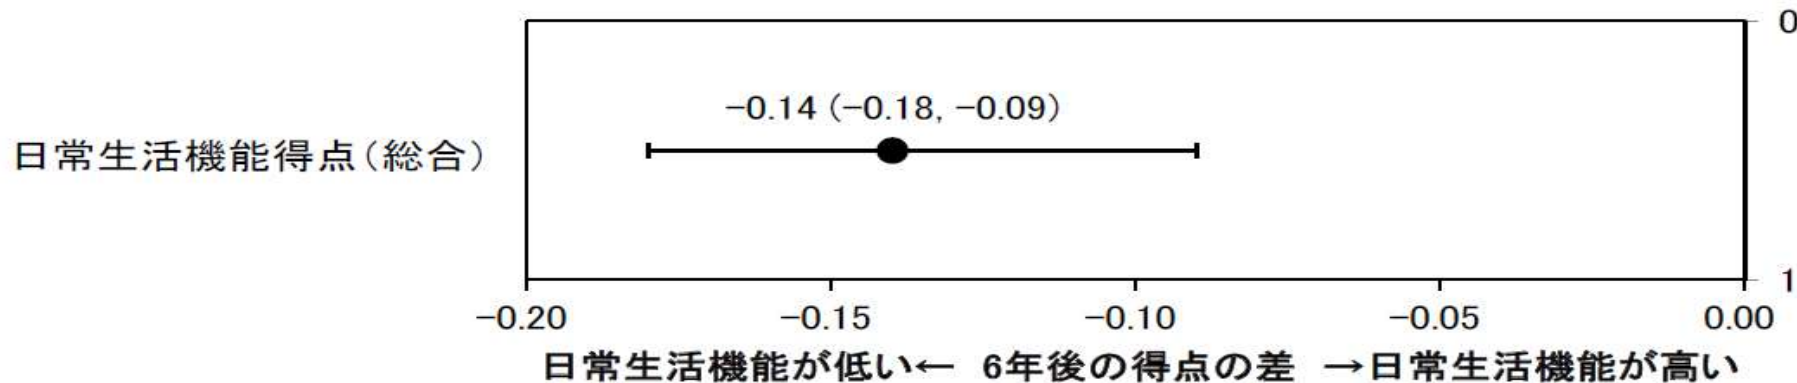 0
−0.14 (−0.18, −0.09)
日常生活機能得点(総合)
1
−0.20 −0.15 −0.10 −0.05 0.00
日常生活機能が低い← 6年後の得点の差 →日常生活機能が高い